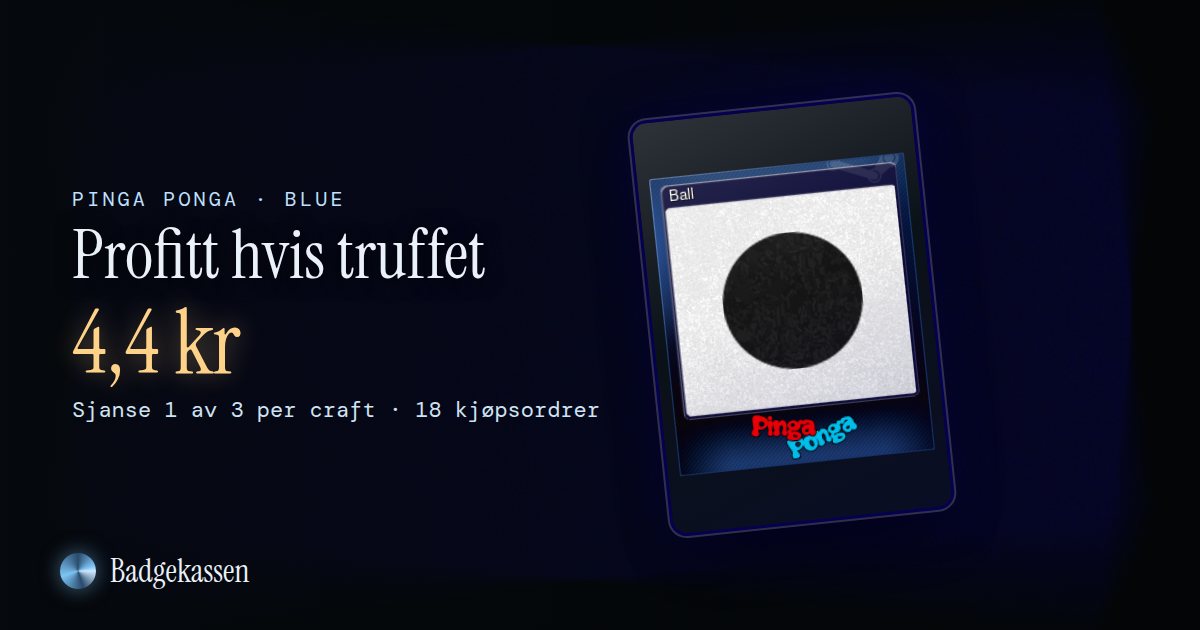 PINGA PONGA · BLUE
Profitt hvis truffet
4,4 kr
Sjanse 1 av 3 per craft · 18 kjøpsordrer
Ball
Pinga
Ponga
Badgekassen